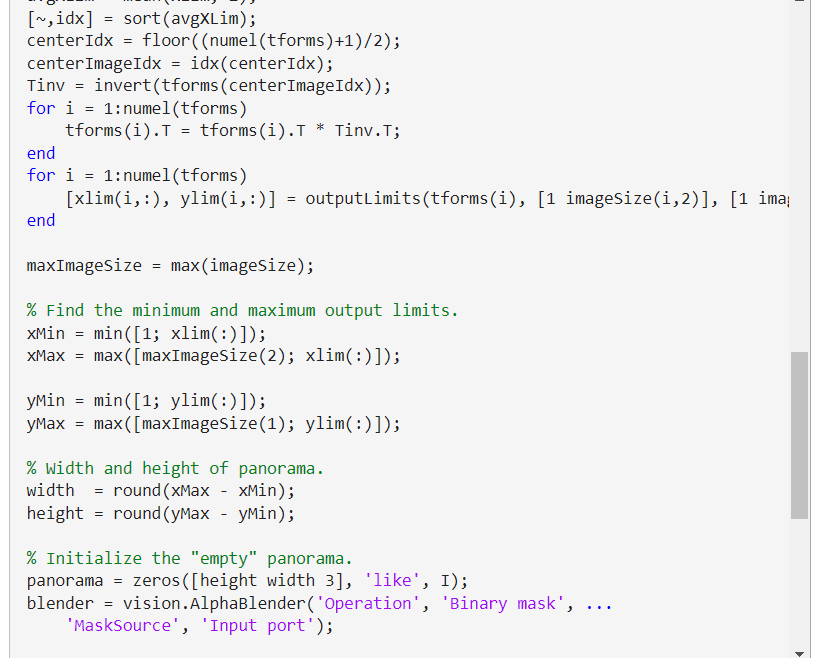 [~,idx] = sort(avgXLim);
centerIdx = floor((numel(tforms)+1)/2);
centerImageIdx = idx(centerIdx);
Tinv = invert(tforms(centerImageIdx));
for i = 1:numel(tforms)
    tforms(i).T = tforms(i).T * Tinv.T;
end
for i = 1:numel(tforms)
    [xlim(i,:), ylim(i,:)] = outputLimits(tforms(i), [1 imageSize(i,2)], [1 ima
end
maxImageSize = max(imageSize);
% Find the minimum and maximum output limits.
xMin = min([1; xlim(:)]);
xMax = max([maxImageSize(2); xlim(:)]);
yMin = min([1; ylim(:)]);
yMax = max([maxImageSize(1); ylim(:)]);
% Width and height of panorama.
width  = round(xMax - xMin);
height = round(yMax - yMin);
% Initialize the "empty" panorama.
panorama = zeros([height width 3], 'like', I);
blender = vision.AlphaBlender('Operation', 'Binary mask', ...
    'MaskSource', 'Input port');